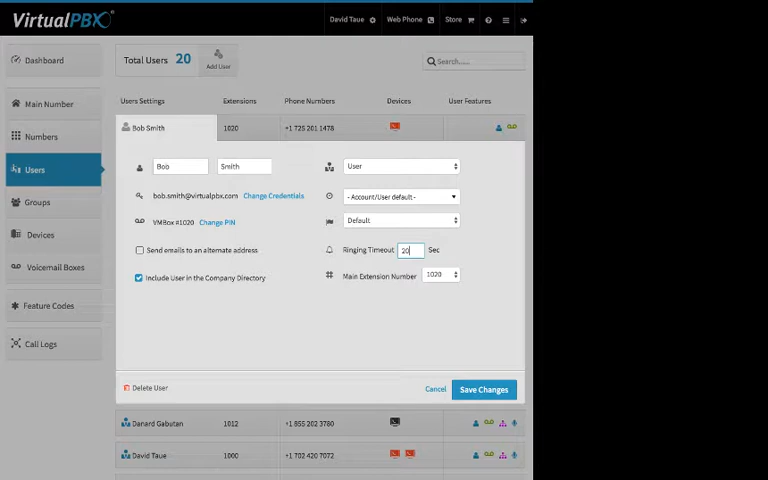 VirtualPBX
David Taue Web Phone Store
Dashboard
Main Number
Numbers
Users
Groups
Devices
Voicemail Boxes
Feature Codes
Call Logs
Total Users 20
Add User
Search.....
Users Settings Extensions Phone Numbers Devices User Features
Bob Smith 1020 +1 725 201 1478
Bob Smith User
bob.smith@virtualpbx.com Change Credentials - Account/User default -
VMBox #1020 Change PIN Default
Send emails to an alternate address Ringing Timeout 20 Sec
Include User in the Company Directory Main Extension Number 1020
Delete User Cancel Save Changes
Danard Gabutan 1012 +1 855 202 3780
David Taue 1000 +1 702 420 7072